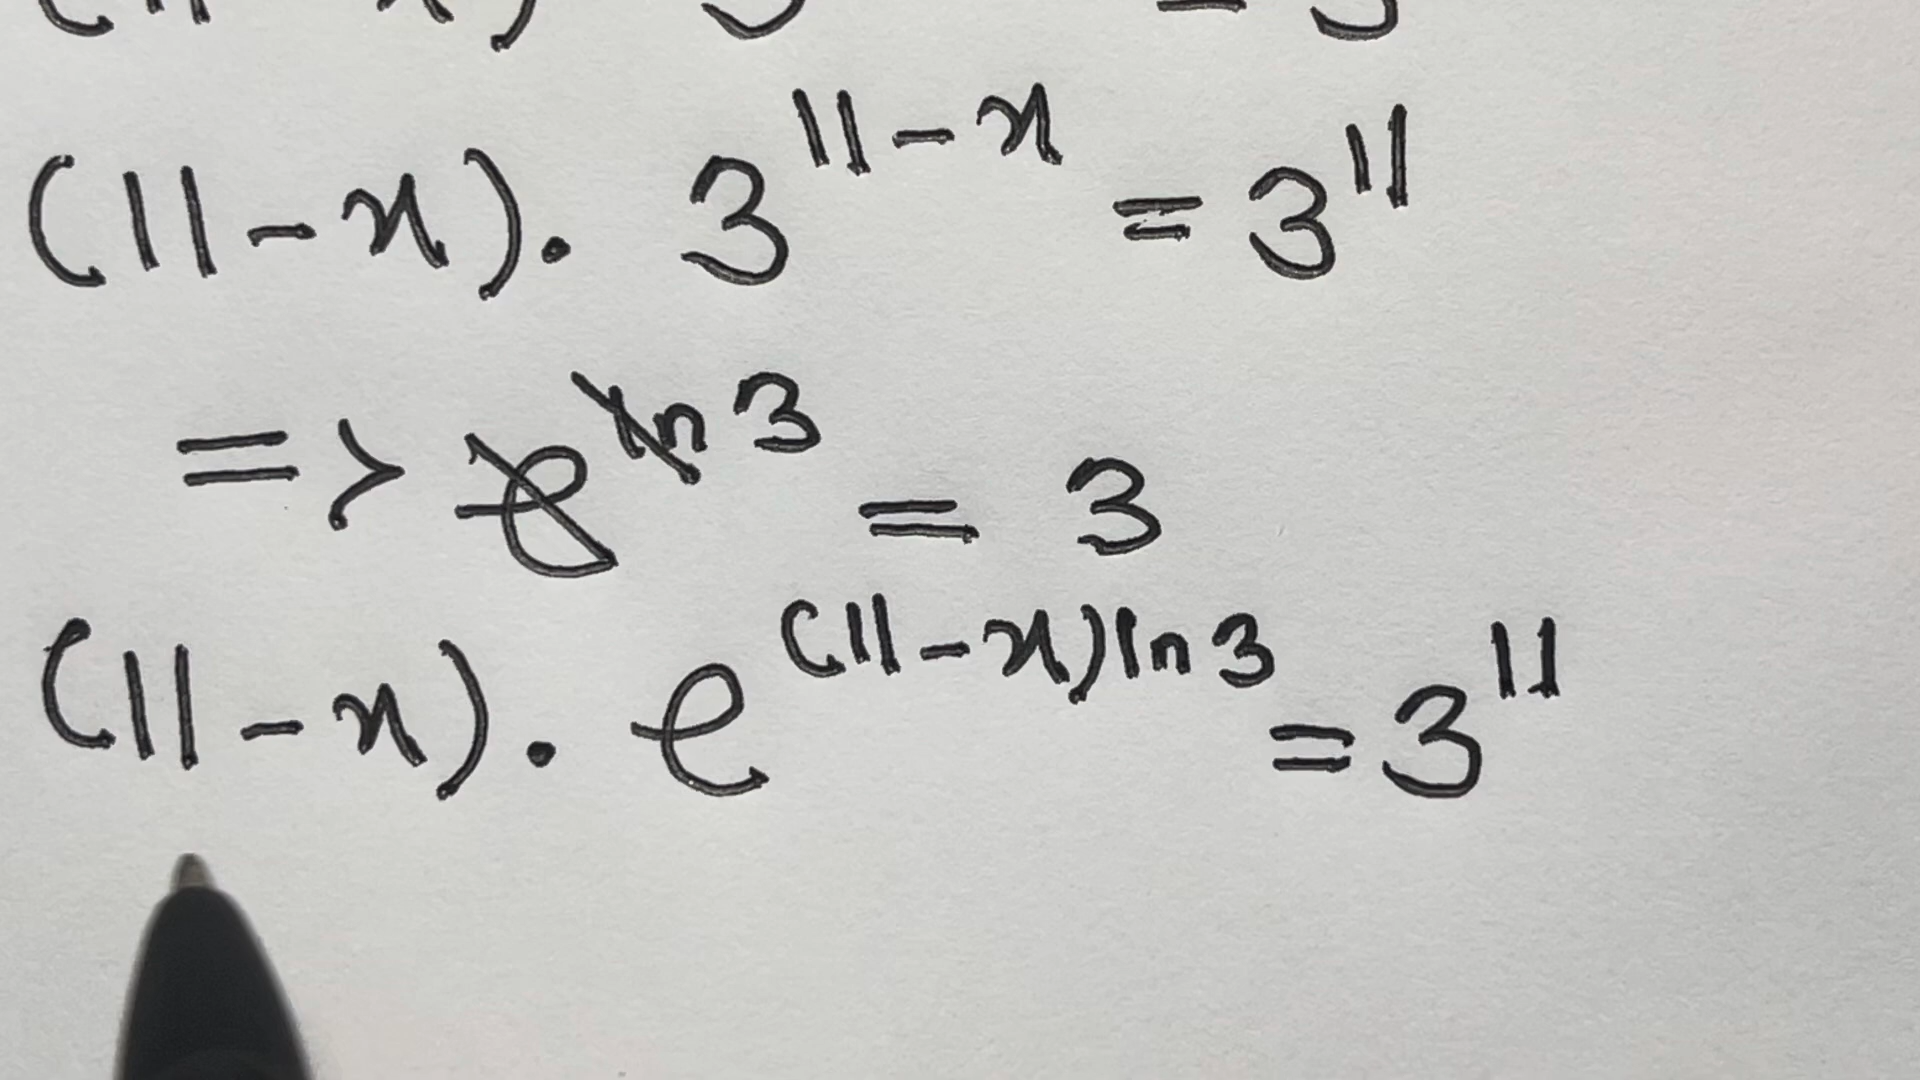 (11-x). 3^{11-x} = 3^{11}
=> e^{ln 3} = 3
(11-x). e^{(11-x)ln 3} = 3^{11}